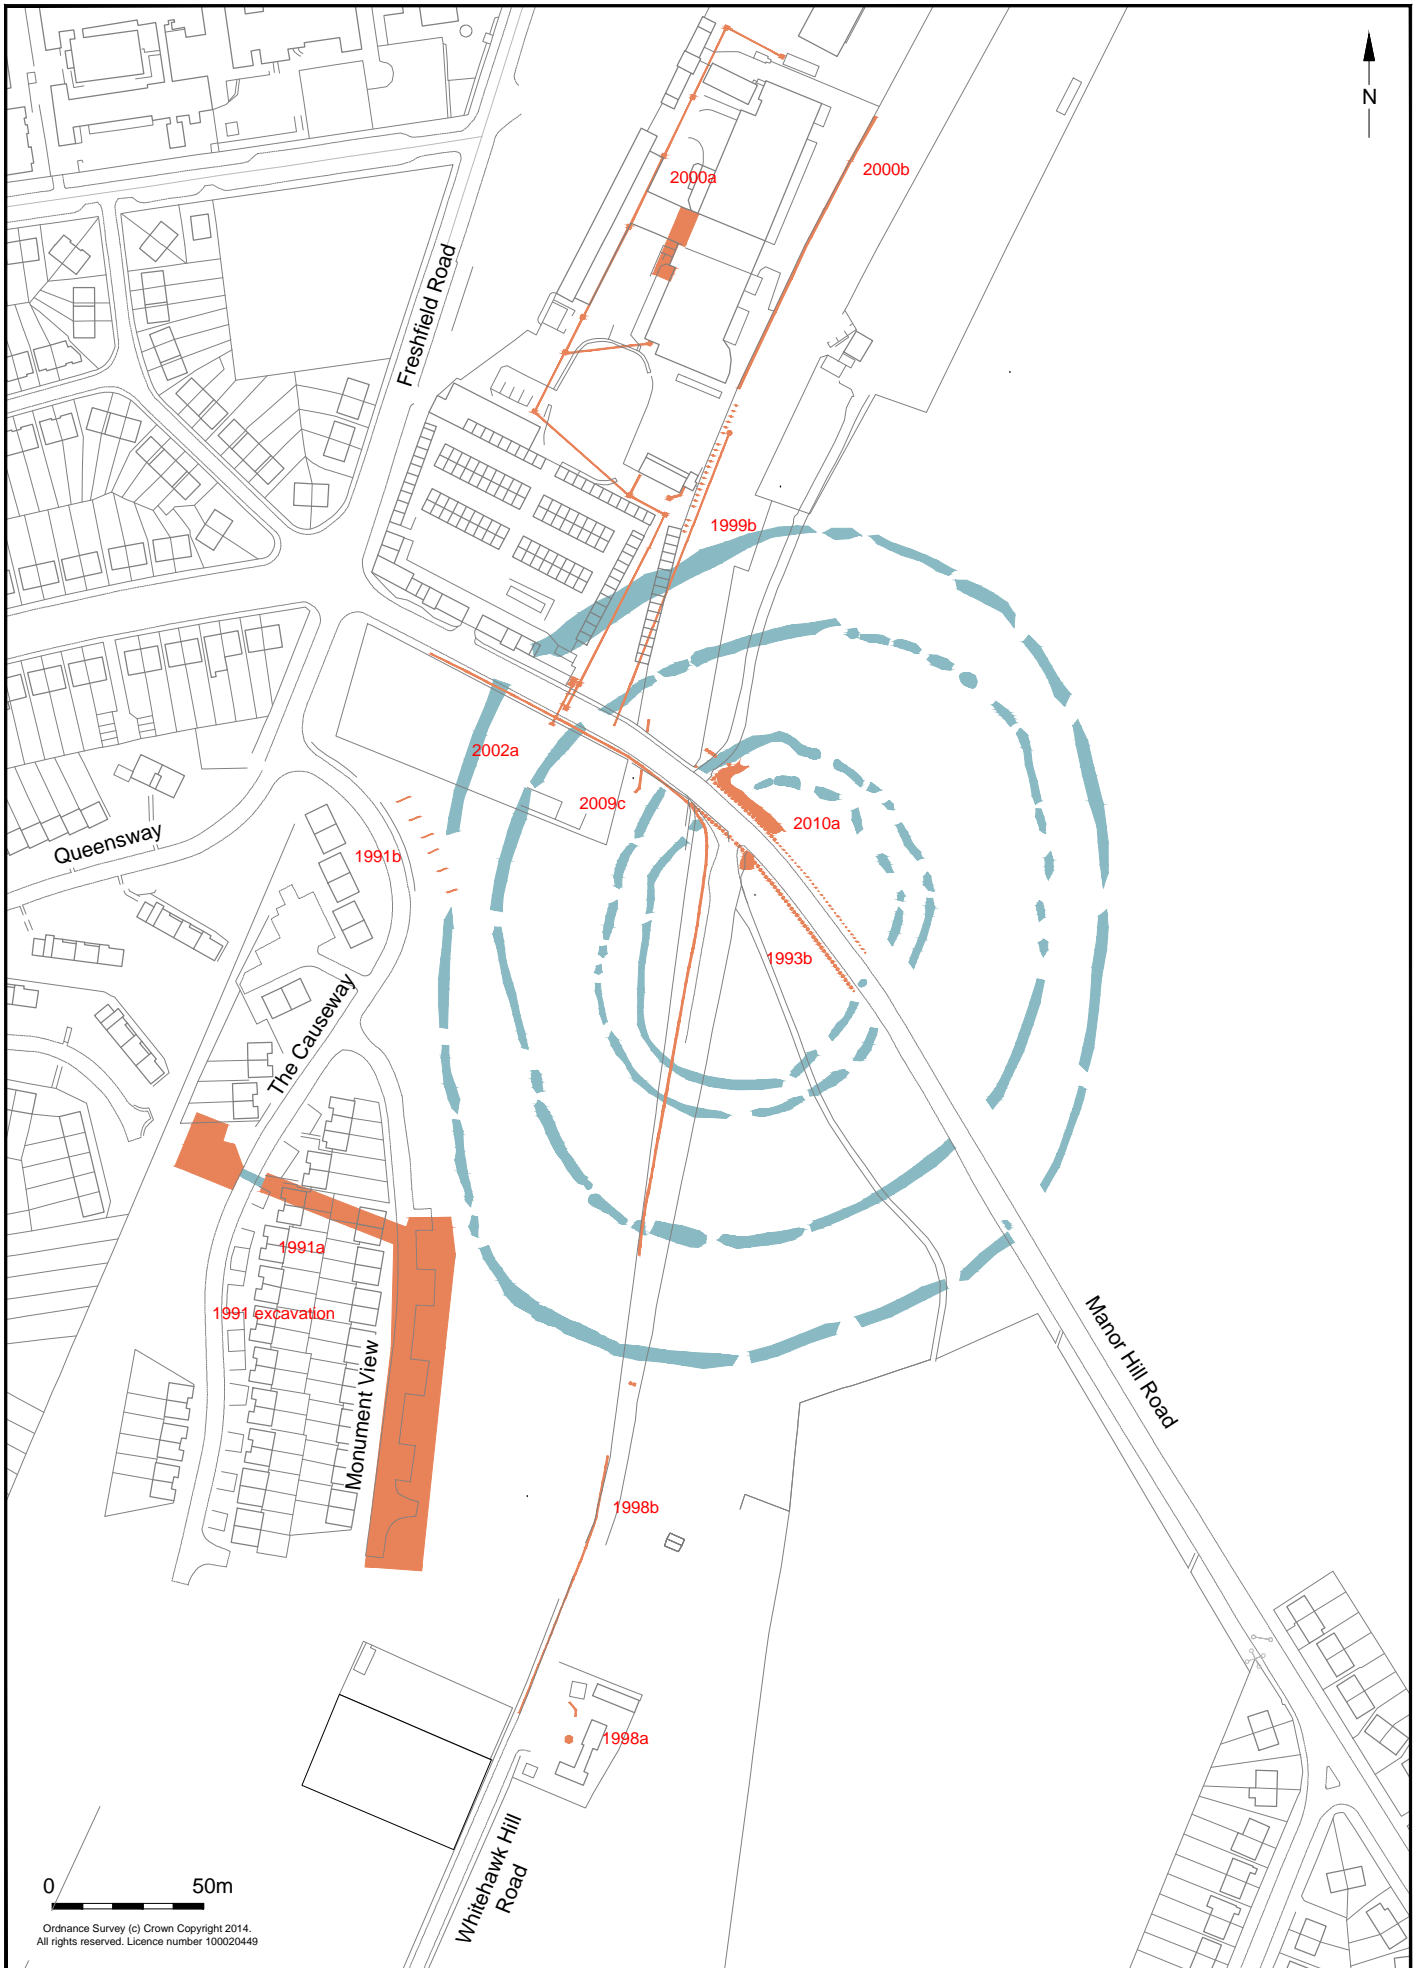 N
2000a
2000b
Freshfield Road
1999b
2002a
2009c
2010a
Queensway
1991b
1993b
The Causeway
1991a
1991 excavation
Monument View
Manor Hill Road
1998b
1998a
Whitehawk Hill
Road
0 50m
Ordnance Survey (c) Crown Copyright 2014.
All rights reserved. Licence number 100020449